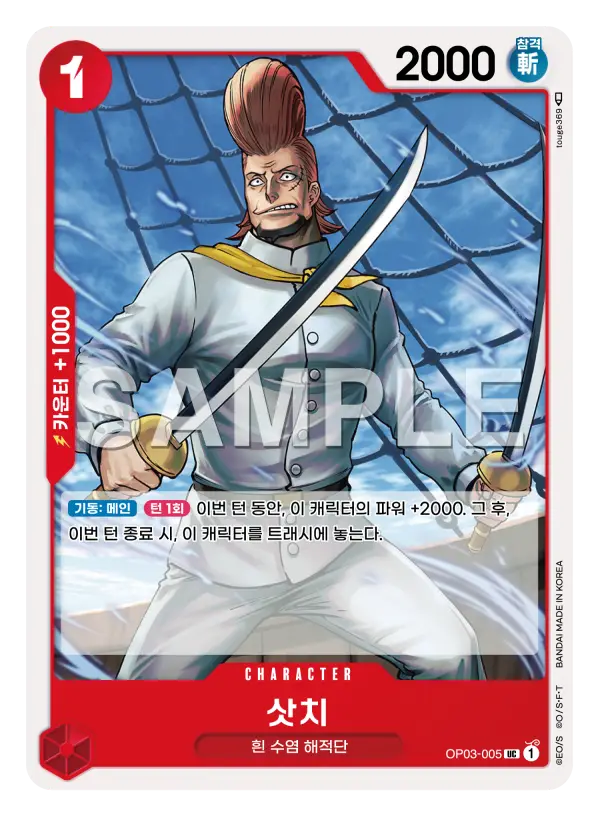 1
2000
참격
斬
touge369
⚡카운터 +1000
SAMPLE
기동: 메인 턴 1회 이번 턴 동안, 이 캐릭터의 파워 +2000. 그 후,
이번 턴 종료 시, 이 캐릭터를 트래시에 놓는다.
CHARACTER
삿치
흰 수염 해적단
OP03-005 UC 1
©EO/S ©O/S·F·T BANDAI MADE IN KOREA